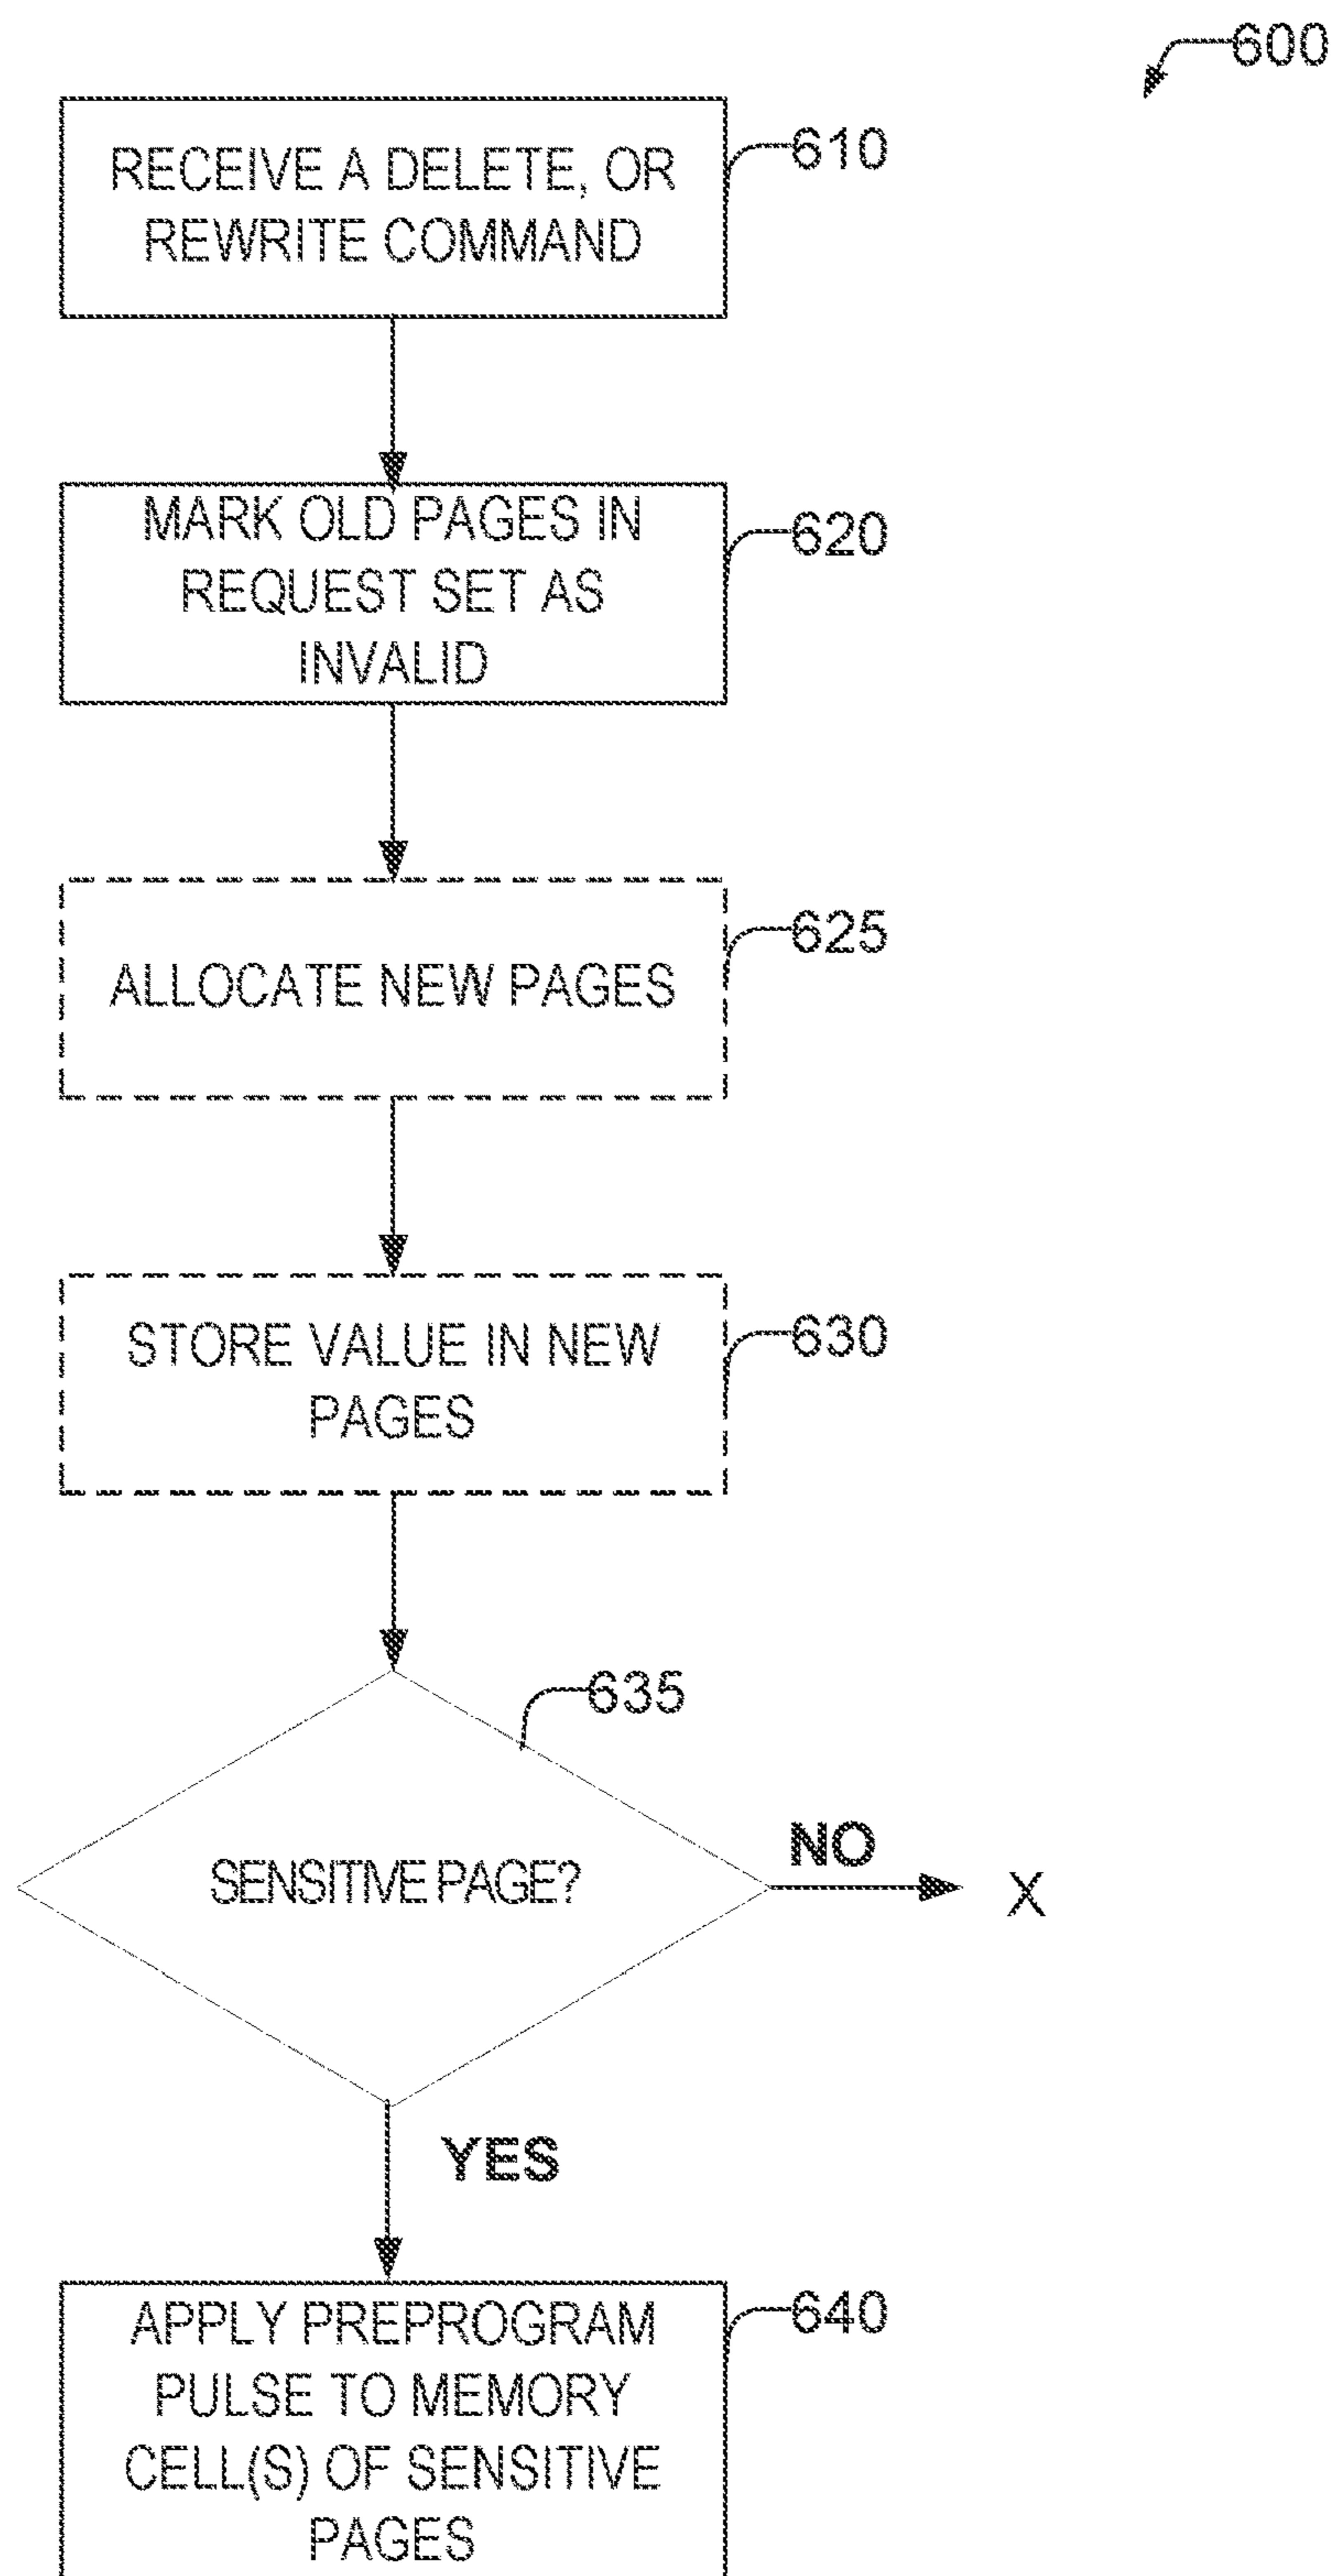 600
RECEIVE A DELETE, OR
REWRITE COMMAND
610
MARK OLD PAGES IN
REQUEST SET AS
INVALID
620
ALLOCATE NEW PAGES
625
STORE VALUE IN NEW
PAGES
630
635
SENSITIVE PAGE?
NO
X
YES
APPLY PREPROGRAM
PULSE TO MEMORY
CELL(S) OF SENSITIVE
PAGES
640